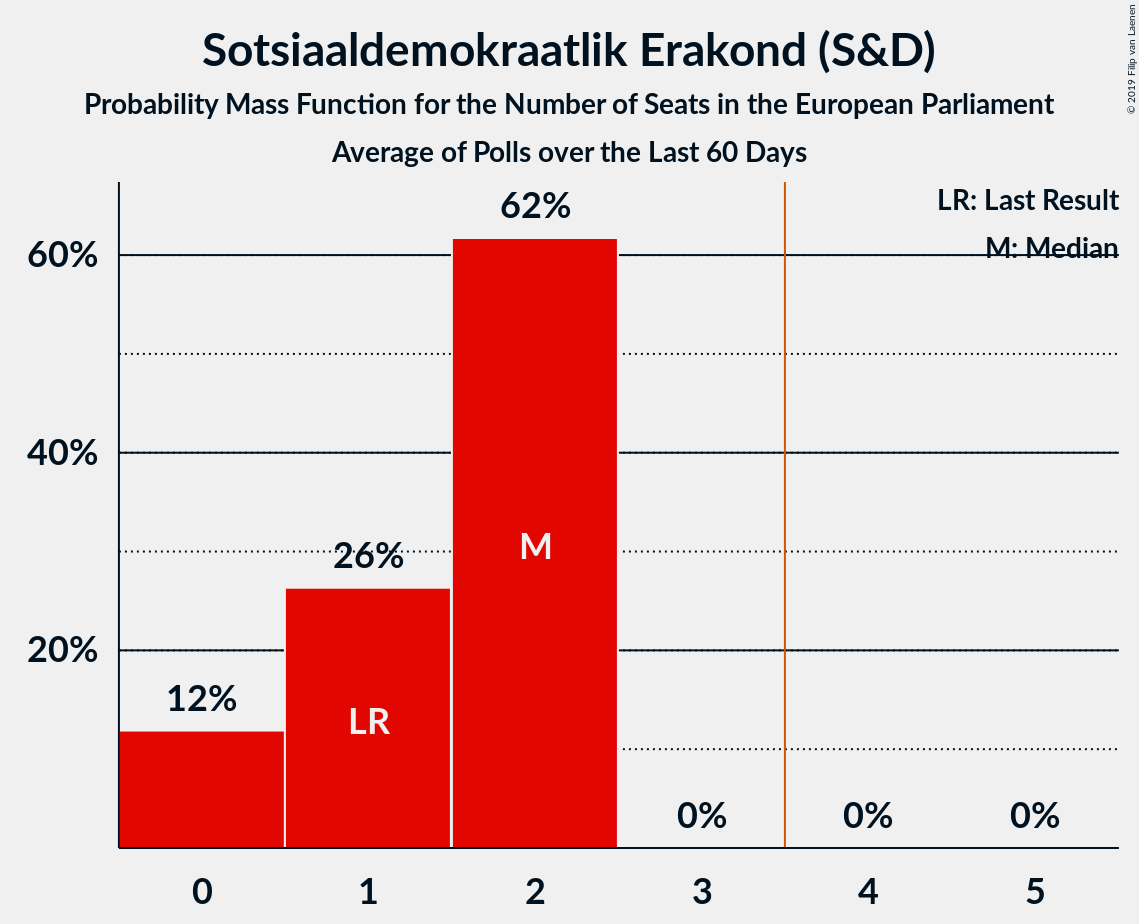 Sotsiaaldemokraatlik Erakond (S&D)
Probability Mass Function for the Number of Seats in the European Parliament
Average of Polls over the Last 60 Days
© 2019 Filip van Laenen
LR: Last Result
M: Median
62%
60%
40%
26%
M
20%
12%
LR
0%
0%
0%
0
1
2
3
4
5